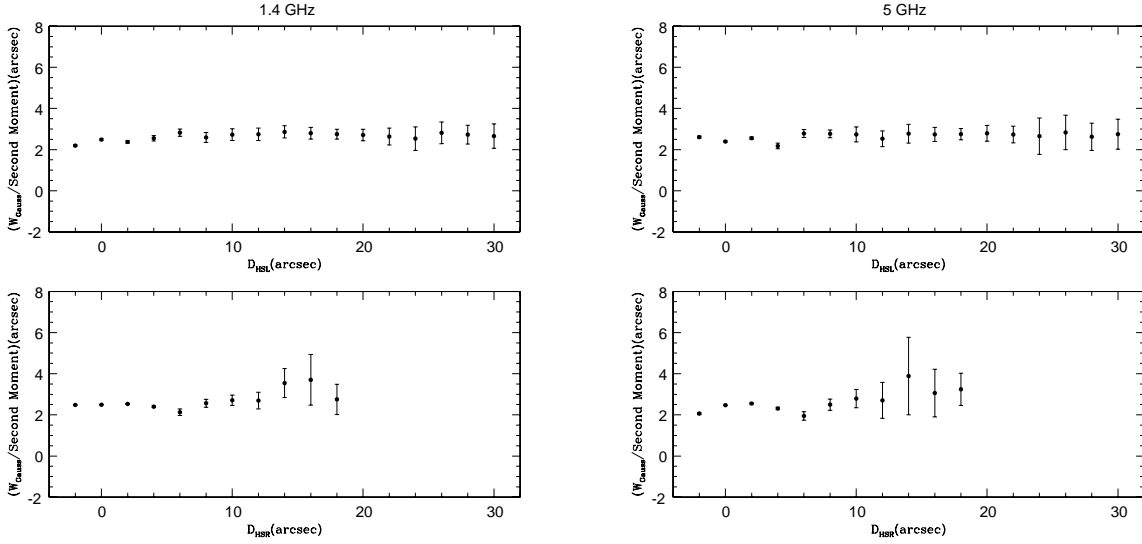 1.4 GHz
5 GHz
(W_Gauss/Second Moment)(arcsec)
8
6
4
2
0
-2
0 10 20 30
D_HSL(arcsec)
(W_Gauss/Second Moment)(arcsec)
8
6
4
2
0
-2
0 10 20 30
D_HSL(arcsec)
(W_Gauss/Second Moment)(arcsec)
8
6
4
2
0
-2
0 10 20 30
D_HSR(arcsec)
(W_Gauss/Second Moment)(arcsec)
8
6
4
2
0
-2
0 10 20 30
D_HSR(arcsec)